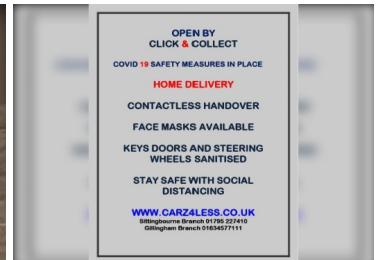 OPEN BY
CLICK & COLLECT
COVID 19 SAFETY MEASURES IN PLACE
HOME DELIVERY
CONTACTLESS HANDOVER
FACE MASKS AVAILABLE
KEYS DOORS AND STEERING
WHEELS SANITISED
STAY SAFE WITH SOCIAL
DISTANCING
WWW.CARZ4LESS.CO.UK
Sittingbourne Branch 01795 227410
Gillingham Branch 01634577111